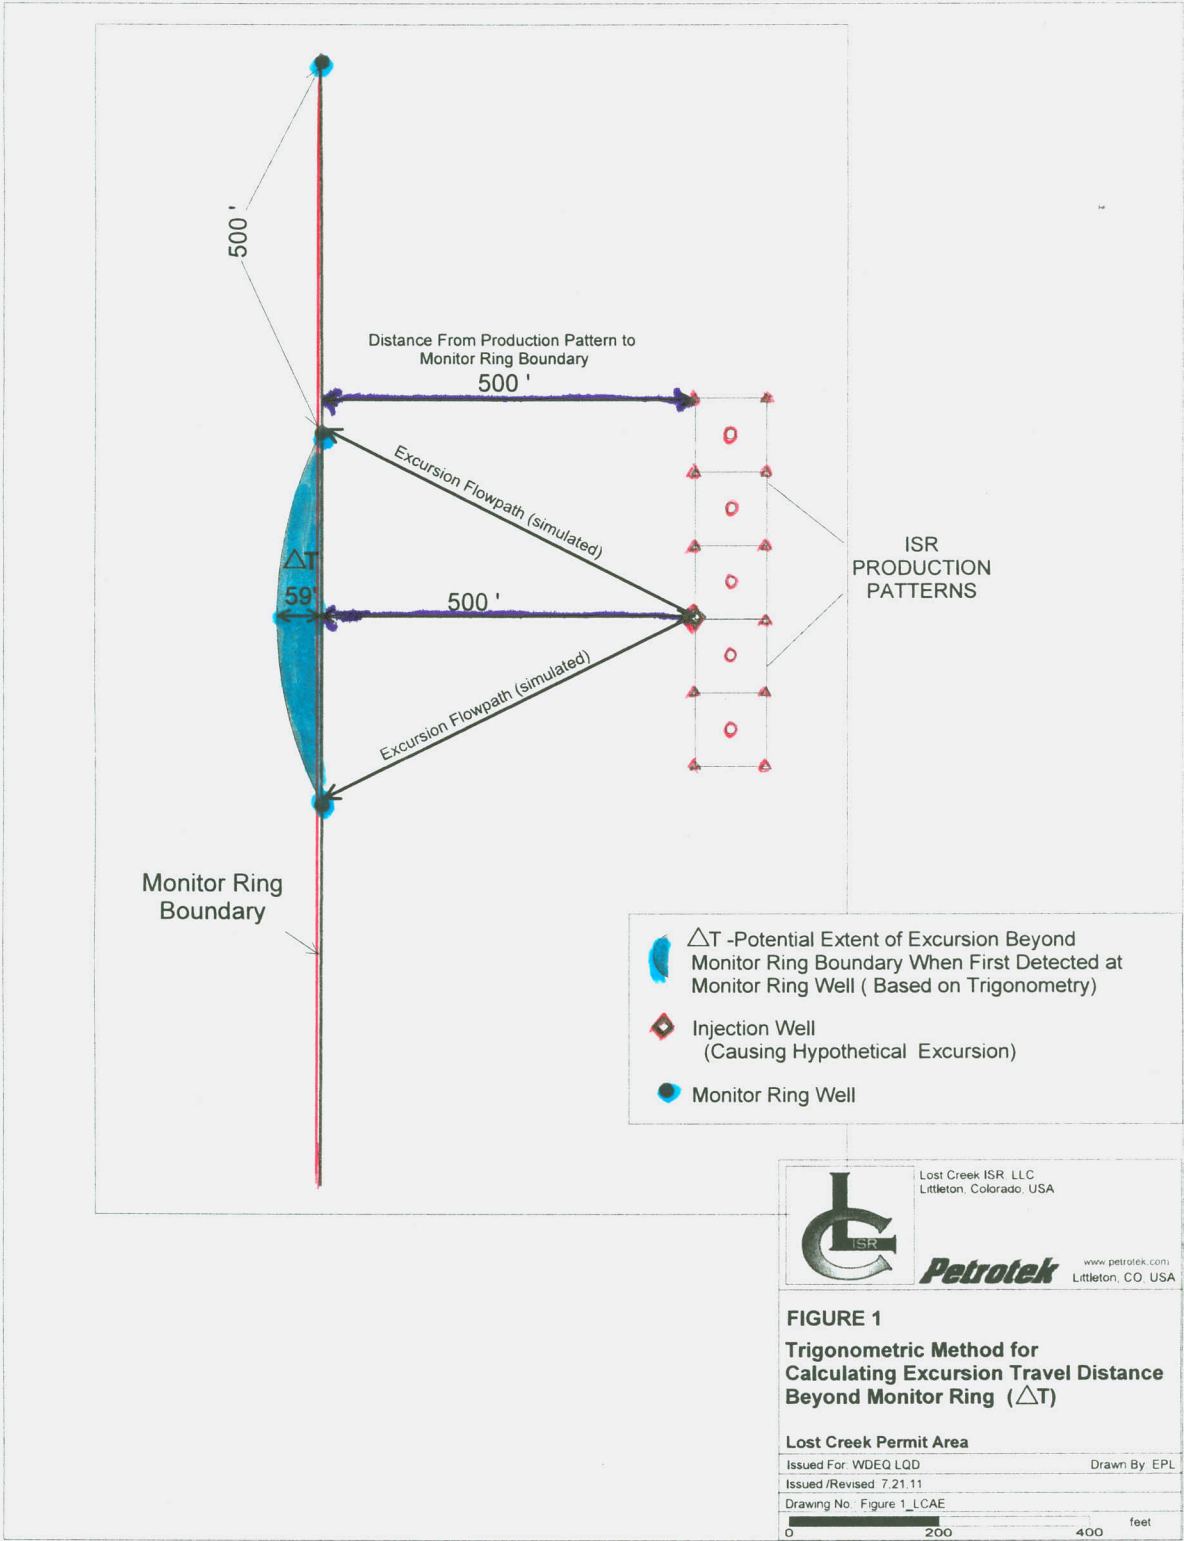 500 '
Distance From Production Pattern to
Monitor Ring Boundary
500 '
Excursion Flowpath (simulated)
ISR
PRODUCTION
PATTERNS
△T
59'
500 '
Excursion Flowpath (simulated)
Monitor Ring
Boundary
△T -Potential Extent of Excursion Beyond
Monitor Ring Boundary When First Detected at
Monitor Ring Well ( Based on Trigonometry)
Injection Well
(Causing Hypothetical Excursion)
Monitor Ring Well
LC ISR
Lost Creek ISR, LLC
Littleton, Colorado, USA
Petrotek
www.petrotek.com
Littleton, CO, USA
FIGURE 1
Trigonometric Method for
Calculating Excursion Travel Distance
Beyond Monitor Ring (△T)
Lost Creek Permit Area
Issued For: WDEQ LQD Drawn By: EPL
Issued /Revised: 7.21.11
Drawing No.: Figure 1_LCAE
feet
0 200 400